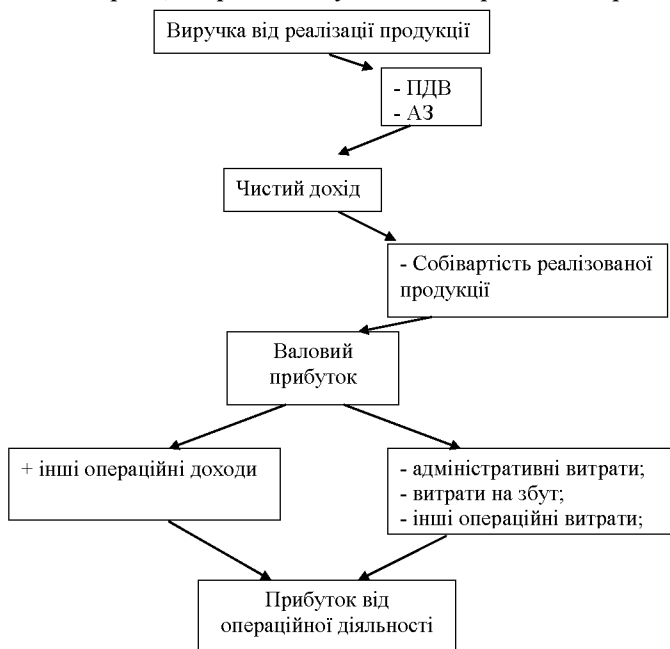 Виручка від реалізації продукції
- ПДВ
- АЗ
Чистий дохід
- Собівартість реалізованої
продукції
Валовий
прибуток
+ інші операційні доходи
- адміністративні витрати;
- витрати на збут;
- інші операційні витрати;
Прибуток від
операційної діяльності